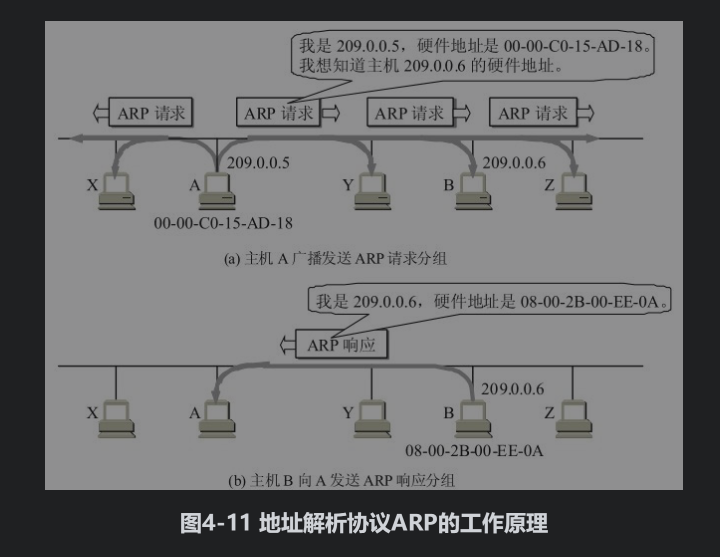 我是 209.0.0.5，硬件地址是 00-00-C0-15-AD-18。
我想知道主机 209.0.0.6 的硬件地址。
ARP 请求 ARP 请求 ARP 请求 ARP 请求
209.0.0.5 209.0.0.6
X A Y B Z
00-00-C0-15-AD-18
(a) 主机 A 广播发送 ARP 请求分组
我是 209.0.0.6，硬件地址是 08-00-2B-00-EE-0A。
ARP 响应
209.0.0.6
X A Y B Z
08-00-2B-00-EE-0A
(b) 主机 B 向 A 发送 ARP 响应分组
图4-11 地址解析协议ARP的工作原理